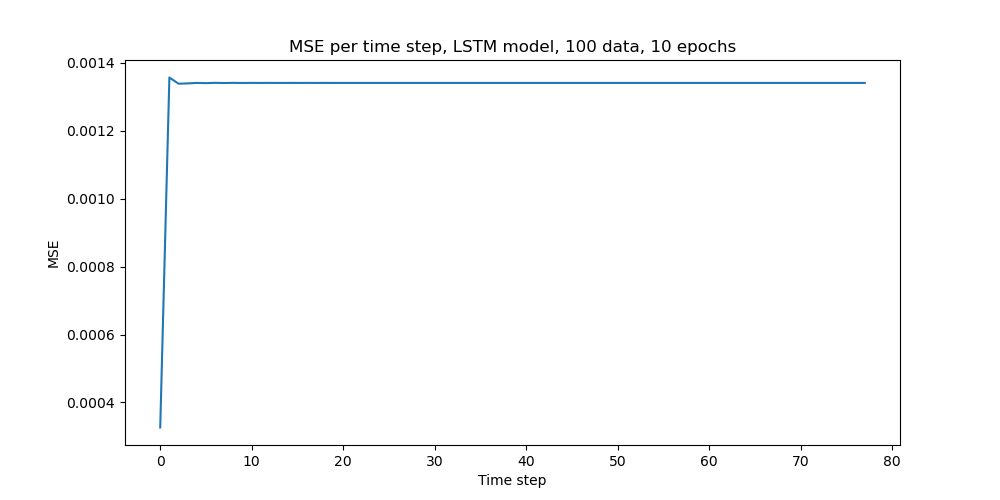 MSE per time step, LSTM model, 100 data, 10 epochs
0.0014
0.0012
0.0010
0.0008
0.0006
0.0004
MSE
0 10 20 30 40 50 60 70 80
Time step